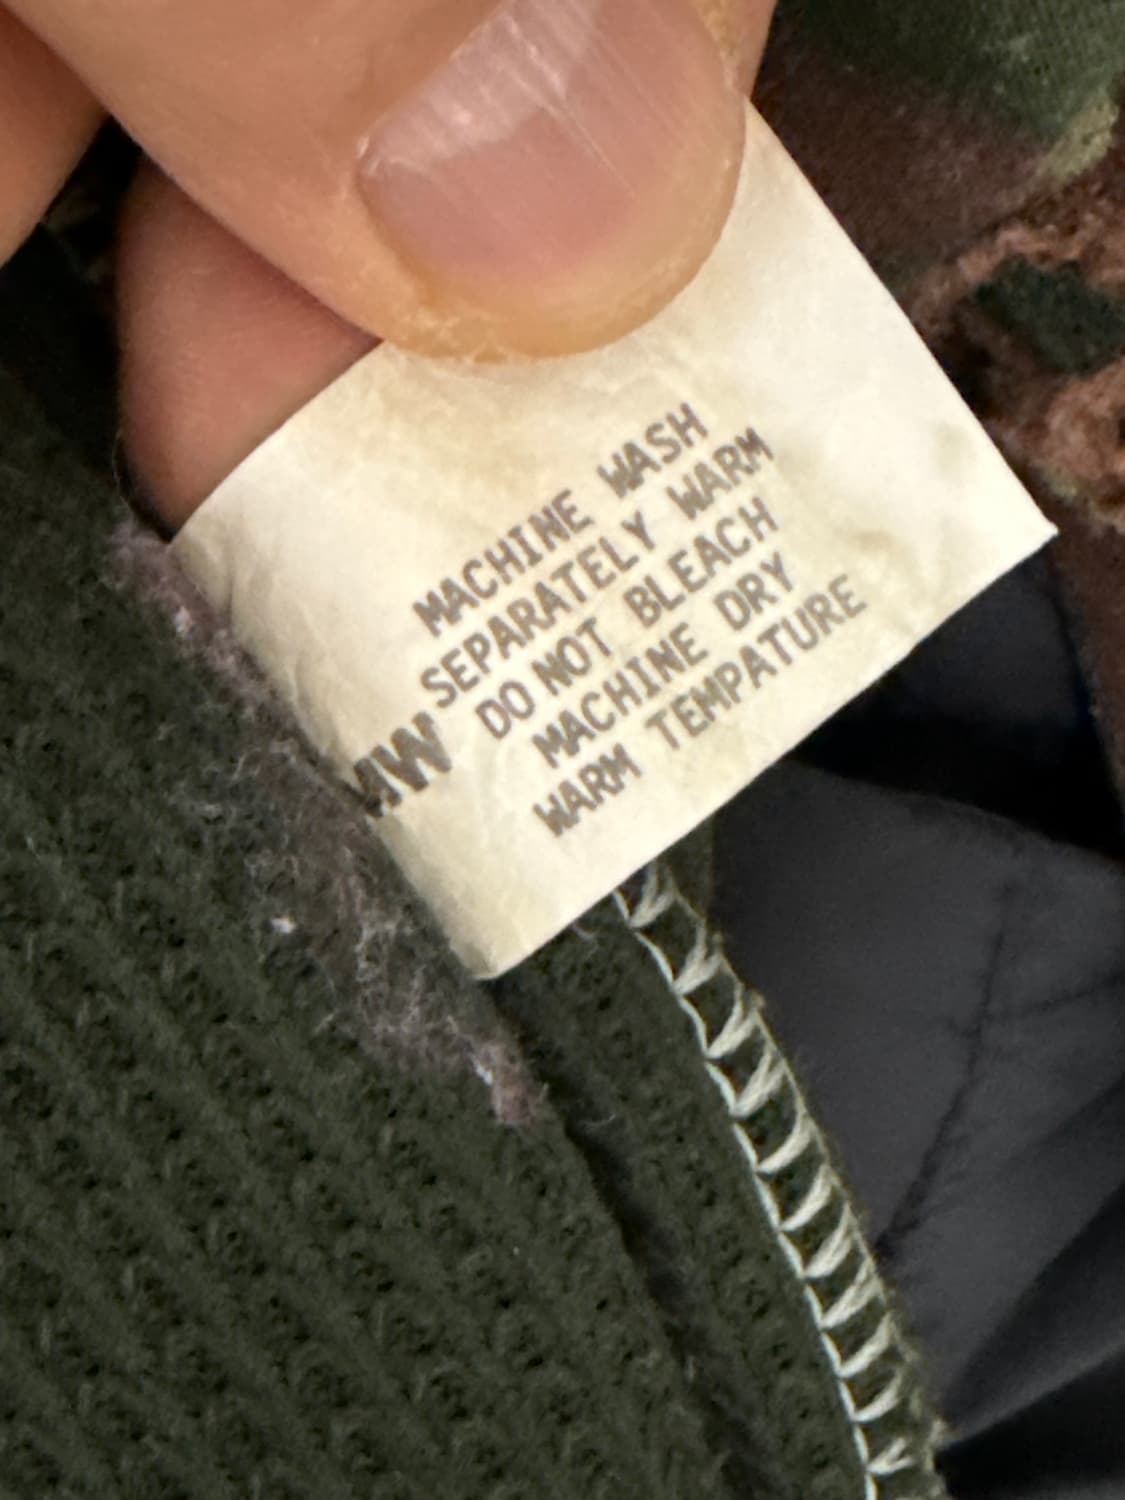 MACHINE WASH
SEPARATELY WARM
DO NOT BLEACH
MACHINE DRY
WARM TEMPATURE